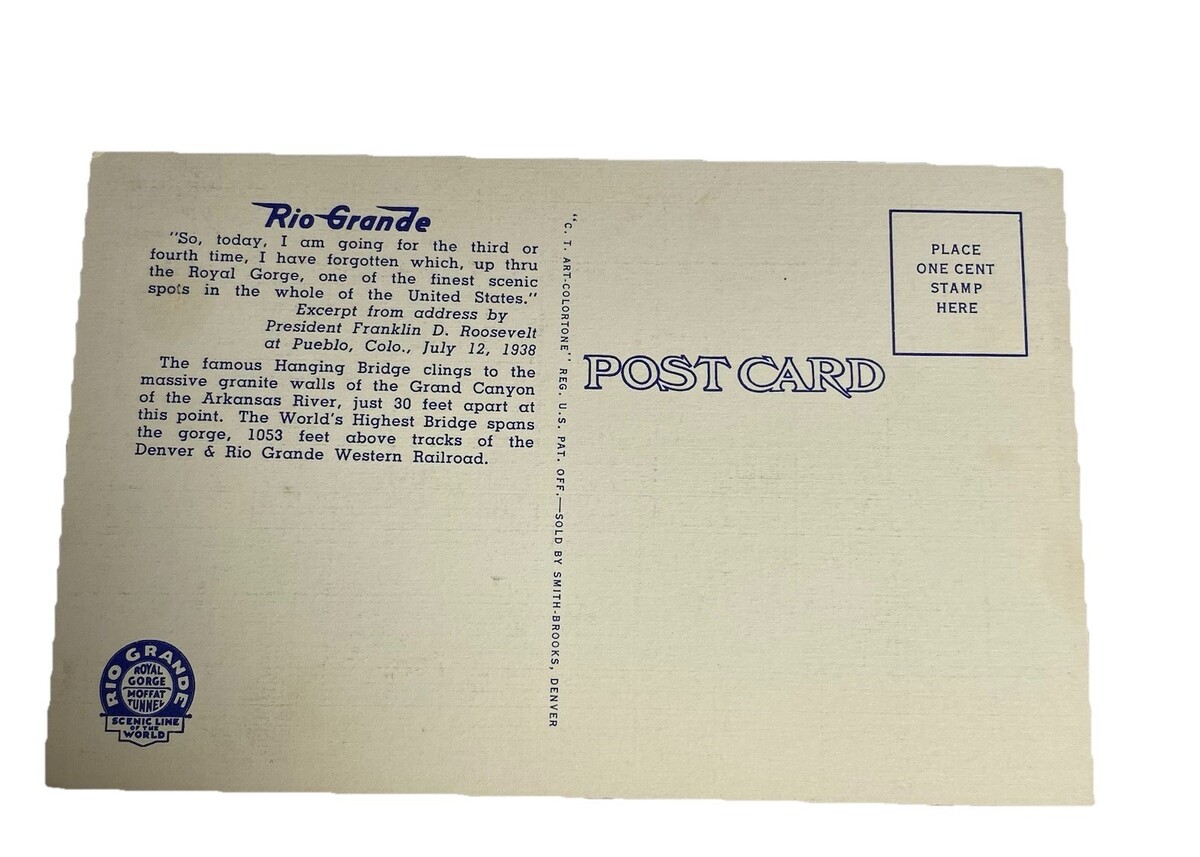 Rio Grande
"So, today, I am going for the third or
fourth time, I have forgotten which, up thru
the Royal Gorge, one of the finest scenic
spots in the whole of the United States."
Excerpt from address by
President Franklin D. Roosevelt
at Pueblo, Colo., July 12, 1938
The famous Hanging Bridge clings to the
massive granite walls of the Grand Canyon
of the Arkansas River, just 30 feet apart at
this point. The World's Highest Bridge spans
the gorge, 1053 feet above tracks of the
Denver & Rio Grande Western Railroad.
RIO GRANDE
ROYAL
GORGE
MOFFAT
TUNNEL
SCENIC LINE
OF THE
WORLD
"C. T. ART-COLORTONE" REG. U.S. PAT. OFF.—SOLD BY SMITH-BROOKS, DENVER
POST CARD
PLACE
ONE CENT
STAMP
HERE